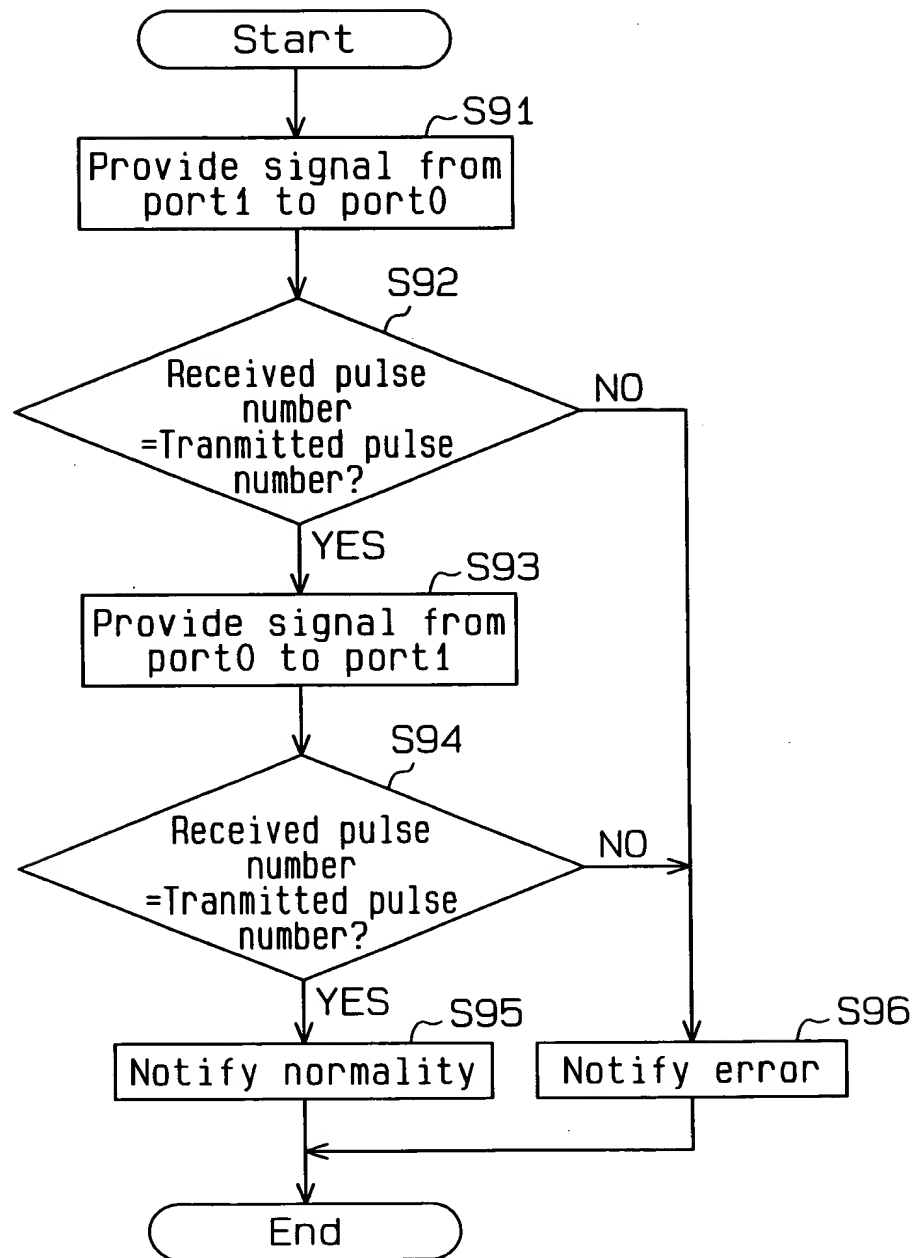 Start
S91
Provide signal from
port1 to port0
S92
Received pulse
number
=Tranmitted pulse
number?
NO
YES
S93
Provide signal from
port0 to port1
S94
Received pulse
number
=Tranmitted pulse
number?
NO
YES
S95
Notify normality
S96
Notify error
End